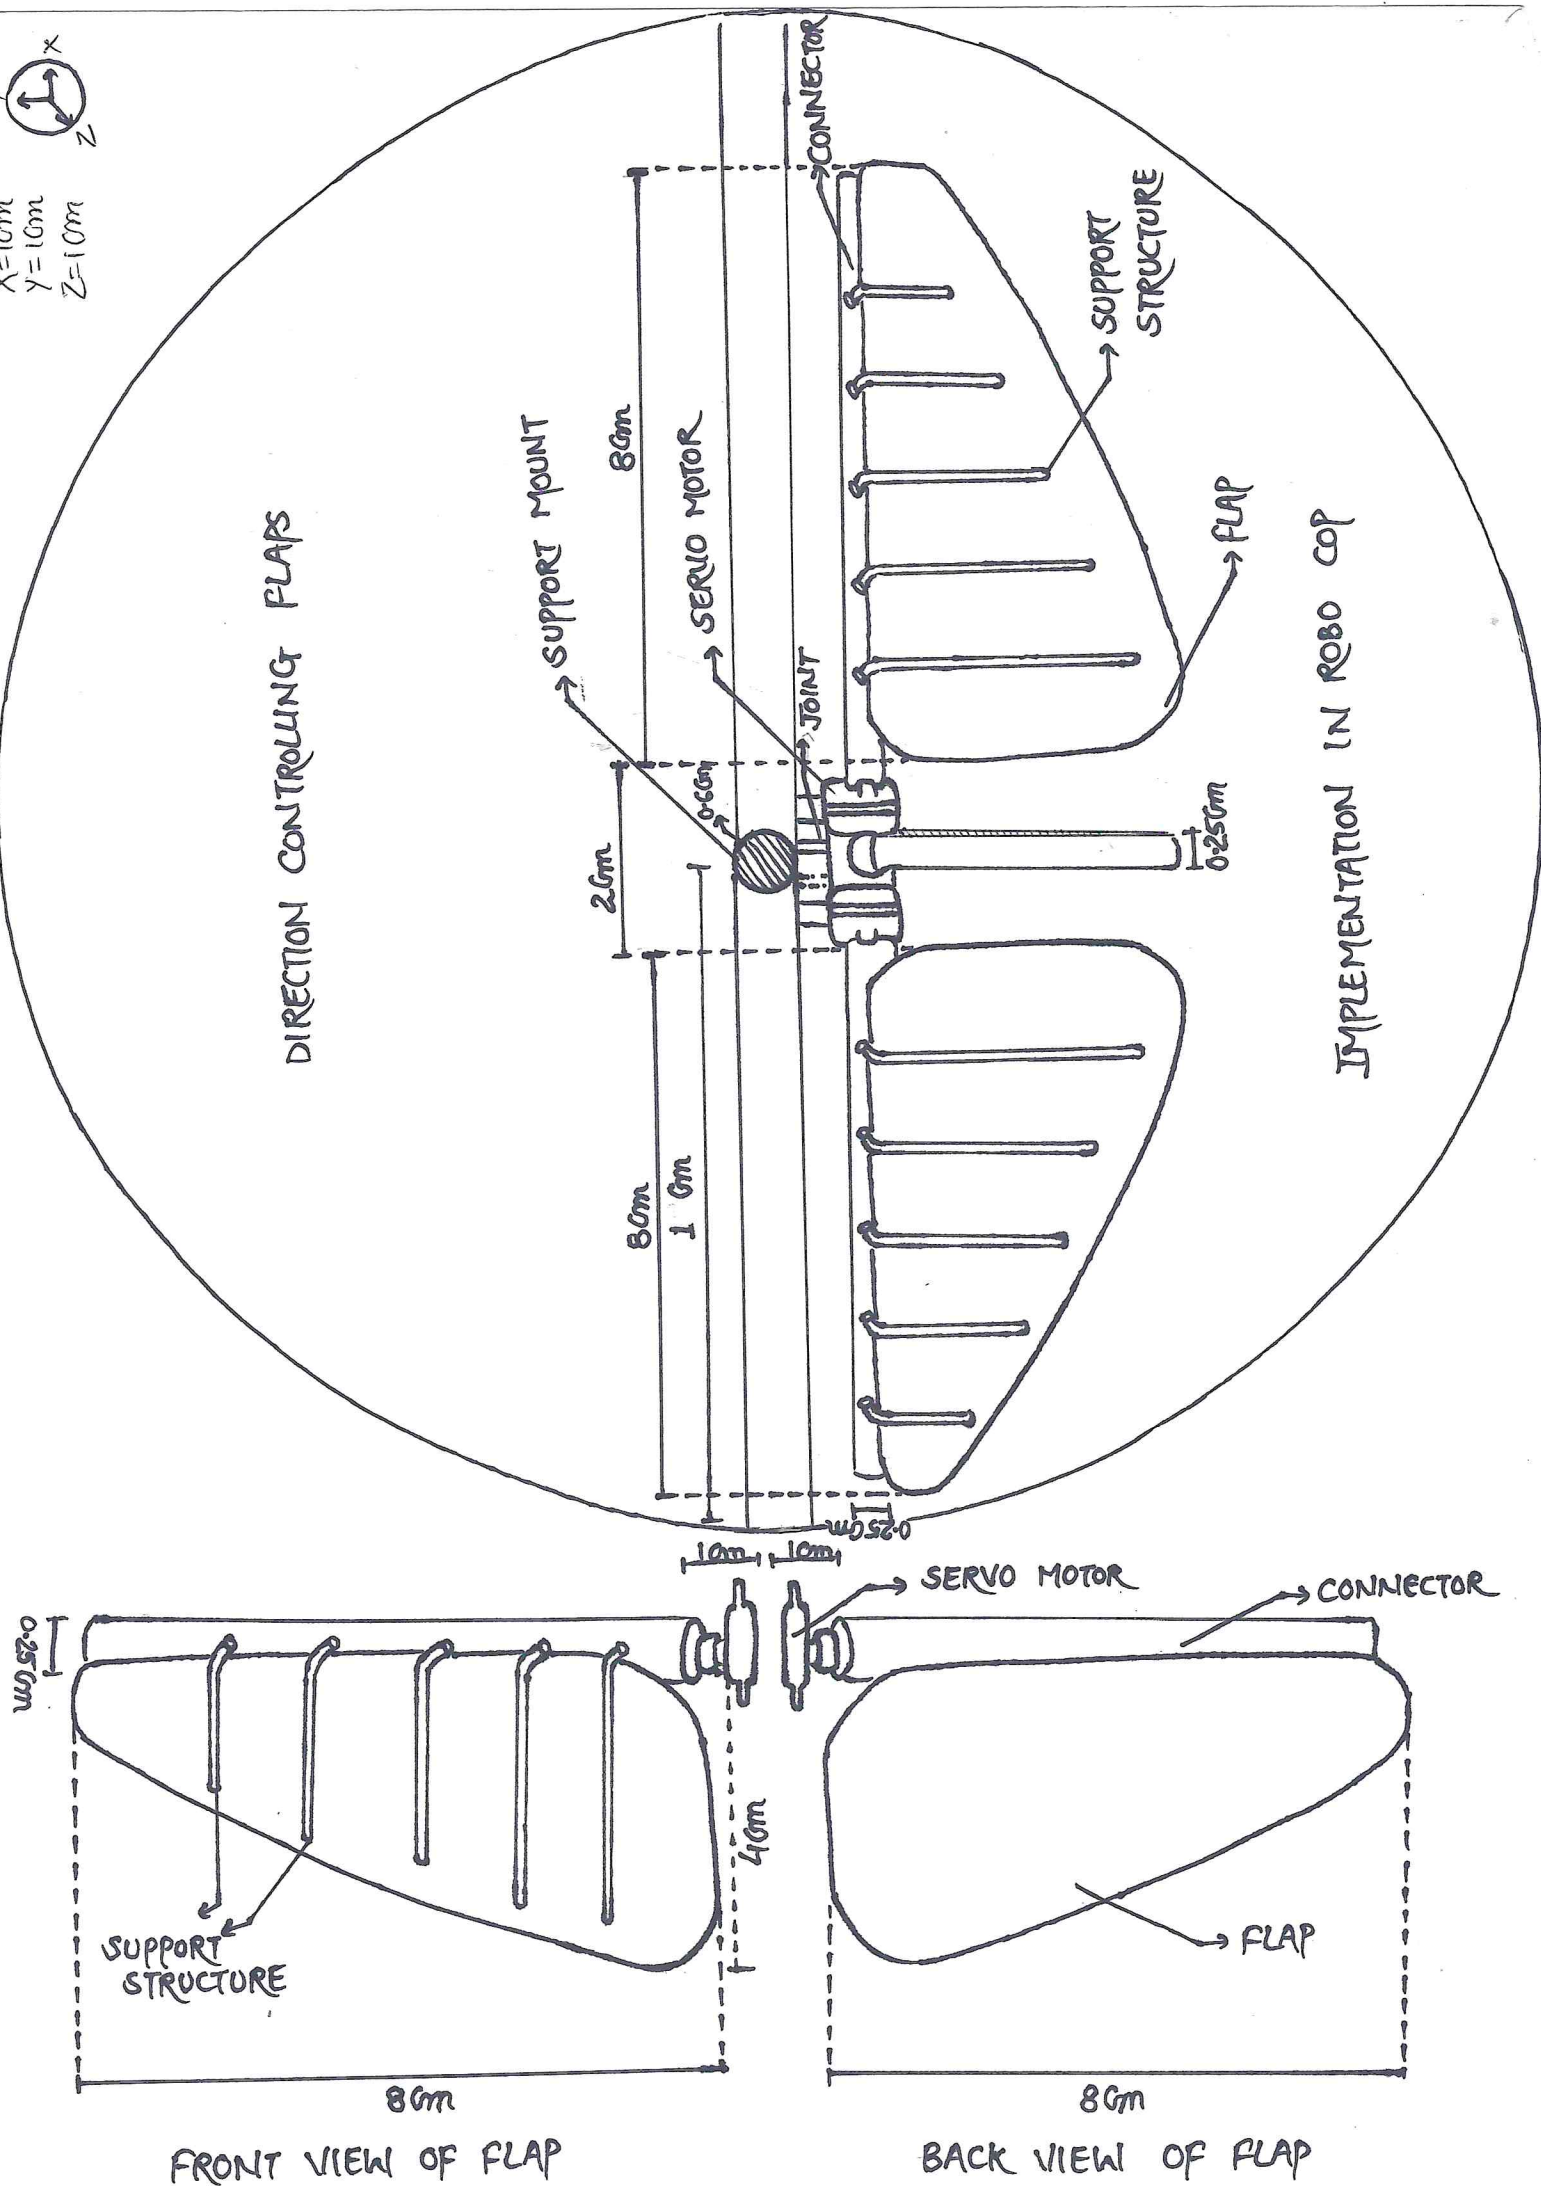 X
Z
X=1cm
Y=1cm
Z=1cm
DIRECTION CONTROLLING FLAPS
SUPPORT MOUNT
SERVO MOTOR
CONNECTOR
8cm
2cm
0.6cm
JOINT
8cm
1 cm
SUPPORT
STRUCTURE
FLAP
0.25cm
0.25cm
IMPLEMENTATION IN ROBO COP
1cm
1cm
SERVO MOTOR
CONNECTOR
0.25cm
4cm
SUPPORT
STRUCTURE
FLAP
8cm
8cm
FRONT VIEW OF FLAP
BACK VIEW OF FLAP